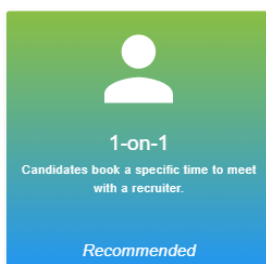 1-on-1
Candidates book a specific time to meet
with a recruiter.
Recommended